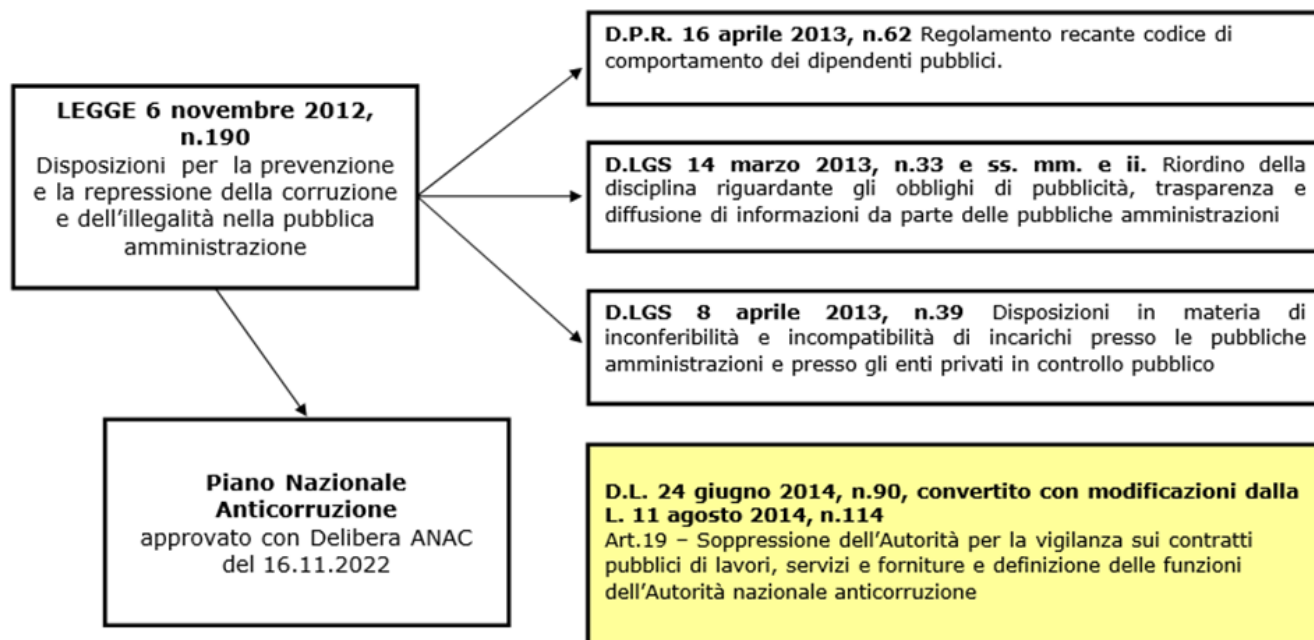 LEGGE 6 novembre 2012,
n.190
Disposizioni per la prevenzione
e la repressione della corruzione
e dell'illegalità nella pubblica
amministrazione
D.P.R. 16 aprile 2013, n.62 Regolamento recante codice di
comportamento dei dipendenti pubblici.
D.LGS 14 marzo 2013, n.33 e ss. mm. e ii. Riordino della
disciplina riguardante gli obblighi di pubblicità, trasparenza e
diffusione di informazioni da parte delle pubbliche amministrazioni
D.LGS 8 aprile 2013, n.39 Disposizioni in materia di
inconferibilità e incompatibilità di incarichi presso le pubbliche
amministrazioni e presso gli enti privati in controllo pubblico
Piano Nazionale
Anticorruzione
approvato con Delibera ANAC
del 16.11.2022
D.L. 24 giugno 2014, n.90, convertito con modificazioni dalla
L. 11 agosto 2014, n.114
Art.19 – Soppressione dell'Autorità per la vigilanza sui contratti
pubblici di lavori, servizi e forniture e definizione delle funzioni
dell'Autorità nazionale anticorruzione